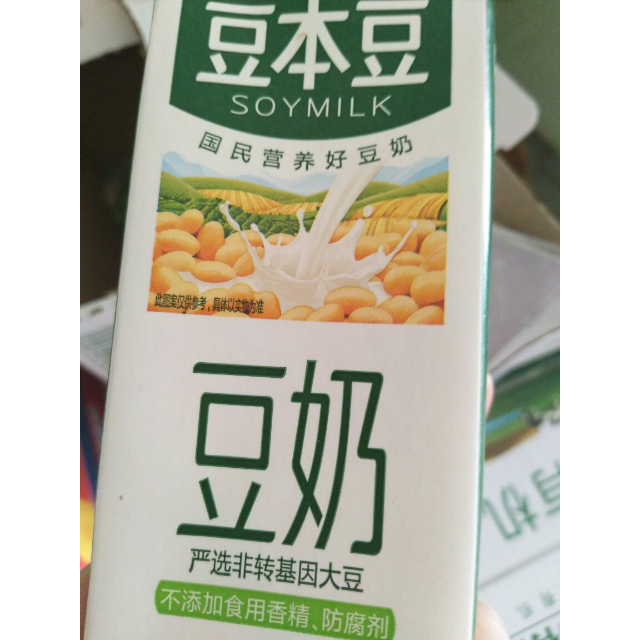 豆本豆
SOYMILK
国民营养好豆奶
此图案仅供参考，具体以实物为准
豆奶
严选非转基因大豆
不添加食用香精、防腐剂
有机